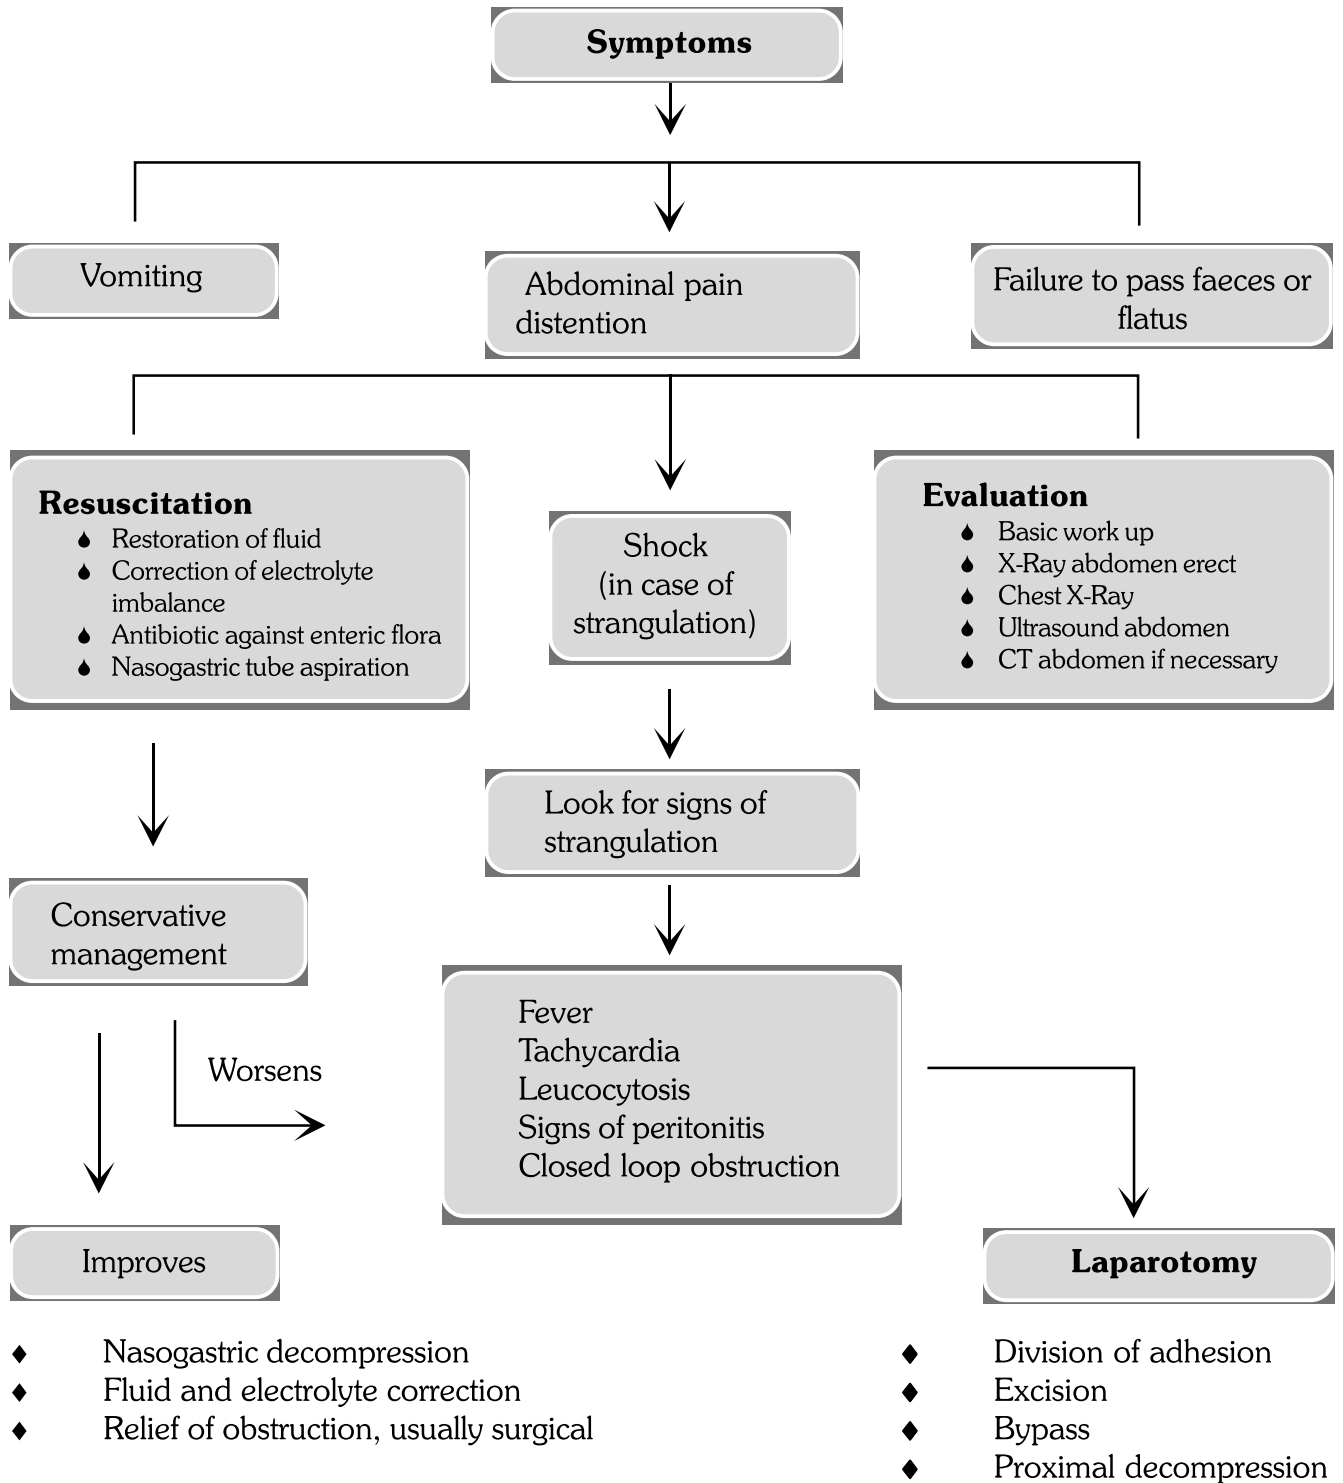 Symptoms
Vomiting
Abdominal pain
distention
Failure to pass faeces or
flatus
Resuscitation
Restoration of fluid
Correction of electrolyte
imbalance
Antibiotic against enteric flora
Nasogastric tube aspiration
Shock
(in case of
strangulation)
Evaluation
Basic work up
X-Ray abdomen erect
Chest X-Ray
Ultrasound abdomen
CT abdomen if necessary
Look for signs of
strangulation
Conservative
management
Worsens
Fever
Tachycardia
Leucocytosis
Signs of peritonitis
Closed loop obstruction
Improves
Nasogastric decompression
Fluid and electrolyte correction
Relief of obstruction, usually surgical
Laparotomy
Division of adhesion
Excision
Bypass
Proximal decompression